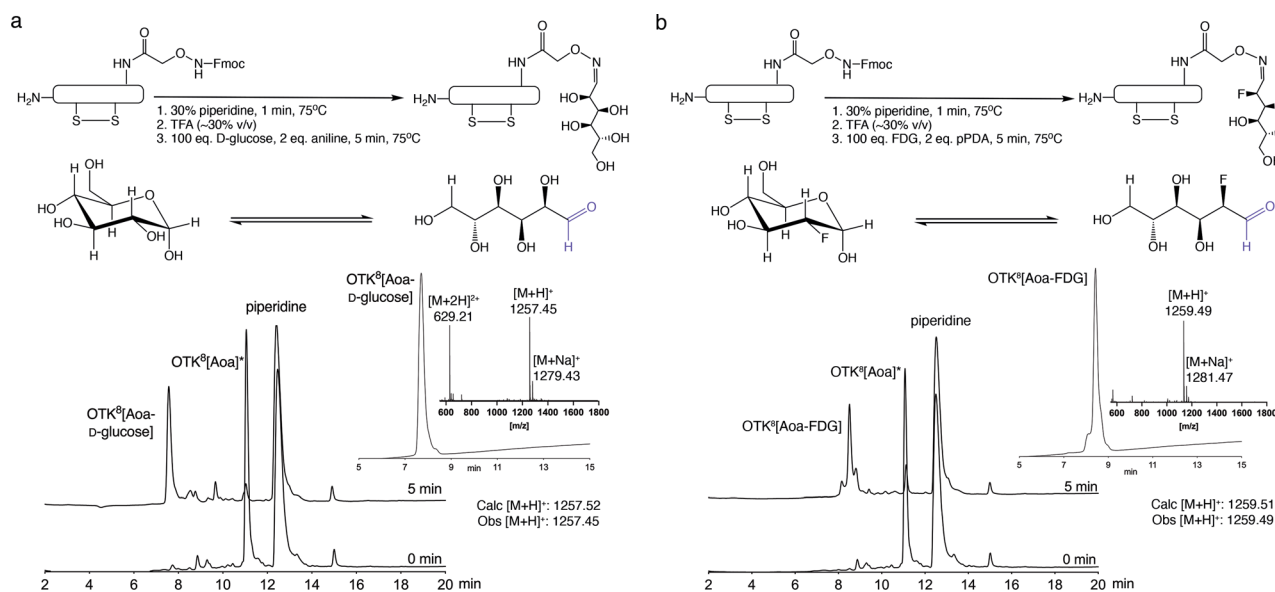 a
O
HN
O
N
H
Fmoc
H₂N
S—S
1. 30% piperidine, 1 min, 75ºC
2. TFA (~30% v/v)
3. 100 eq. D-glucose, 2 eq. aniline, 5 min, 75ºC
O
HN
O
N
H₂N
S—S
HO
OH
HO
OH
OH
H
OH
HO
HO
H
O
H
H
OH
H
OH
H
OH
OH
O
HO
OH
OH
H
OTK⁸[Aoa-
D-glucose]
[M+2H]²⁺
629.21
[M+H]⁺
1257.45
[M+Na]⁺
1279.43
600 800 1000 1200 1400 1600 1800
[m/z]
5 7 9 11 13 15
min
piperidine
OTK⁸[Aoa]*
OTK⁸[Aoa-
D-glucose]
5 min
Calc [M+H]⁺: 1257.52
Obs [M+H]⁺: 1257.45
0 min
2 4 6 8 10 12 14 16 18 20 min
b
O
HN
O
N
H
Fmoc
H₂N
S—S
1. 30% piperidine, 1 min, 75ºC
2. TFA (~30% v/v)
3. 100 eq. FDG, 2 eq. pPDA, 5 min, 75ºC
O
HN
O
N
H₂N
S—S
F
HO
HO
H
OH
HO
HO
H
O
H
H
F
H
OH
H
OH
F
O
HO
OH
OH
H
OTK⁸[Aoa-FDG]
[M+H]⁺
1259.49
[M+Na]⁺
1281.47
600 800 1000 1200 1400 1600 1800
[m/z]
5 7 9 11 13 15
min
piperidine
OTK⁸[Aoa]*
OTK⁸[Aoa-FDG]
5 min
Calc [M+H]⁺: 1259.51
Obs [M+H]⁺: 1259.49
0 min
2 4 6 8 10 12 14 16 18 20 min